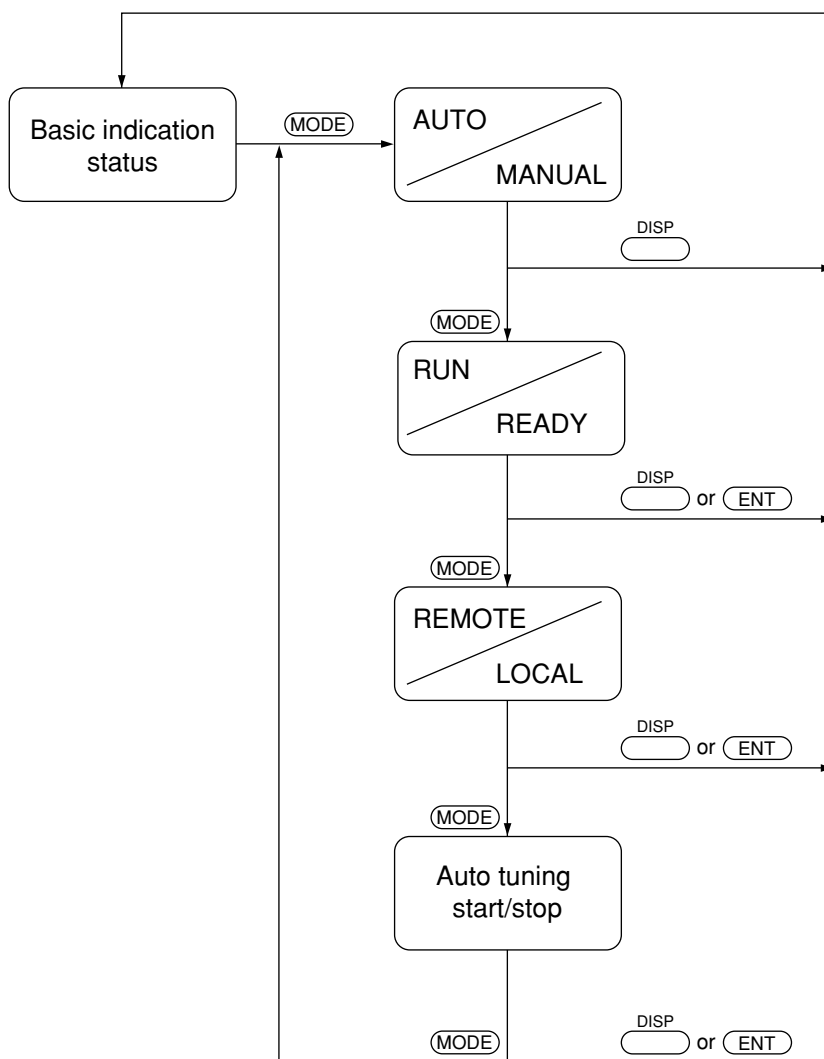 Basic indication
status
MODE
AUTO
MANUAL
DISP
MODE
RUN
READY
DISP
or ENT
MODE
REMOTE
LOCAL
DISP
or ENT
MODE
Auto tuning
start/stop
DISP
MODE
or ENT